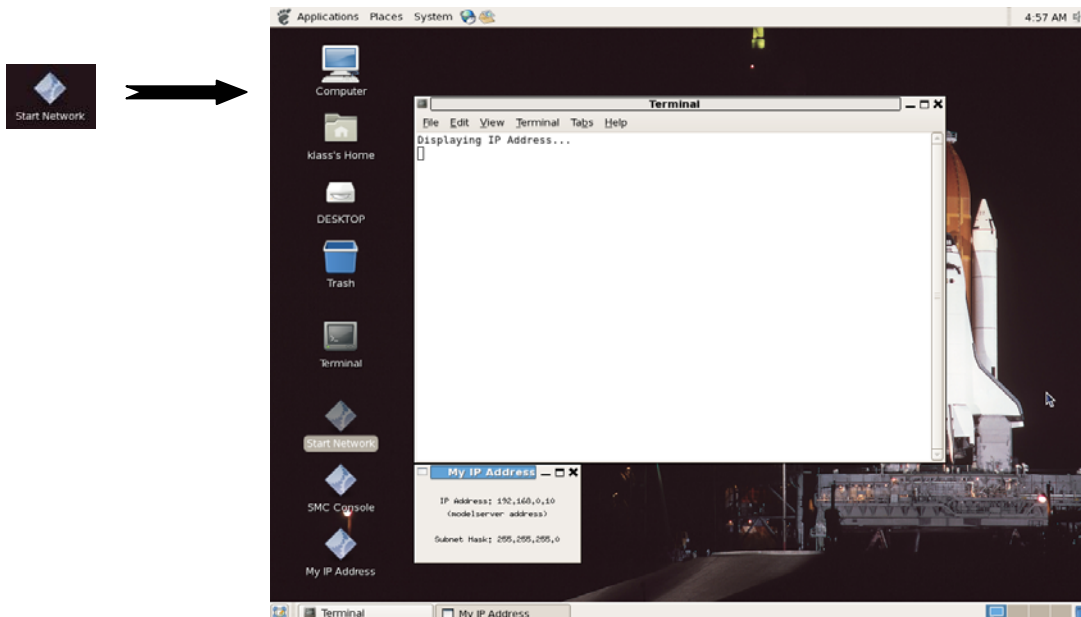 Start Network
Applications Places System
4:57 AM
Computer
klass's Home
DESKTOP
Trash
Terminal
Start Network
SMC Console
My IP Address
Terminal
File Edit View Terminal Tabs Help
Displaying IP Address...
My IP Address
IP Address: 192,168,0,10
(modelserver address)
Subnet Mask: 255,255,255,0
Terminal
My IP Address